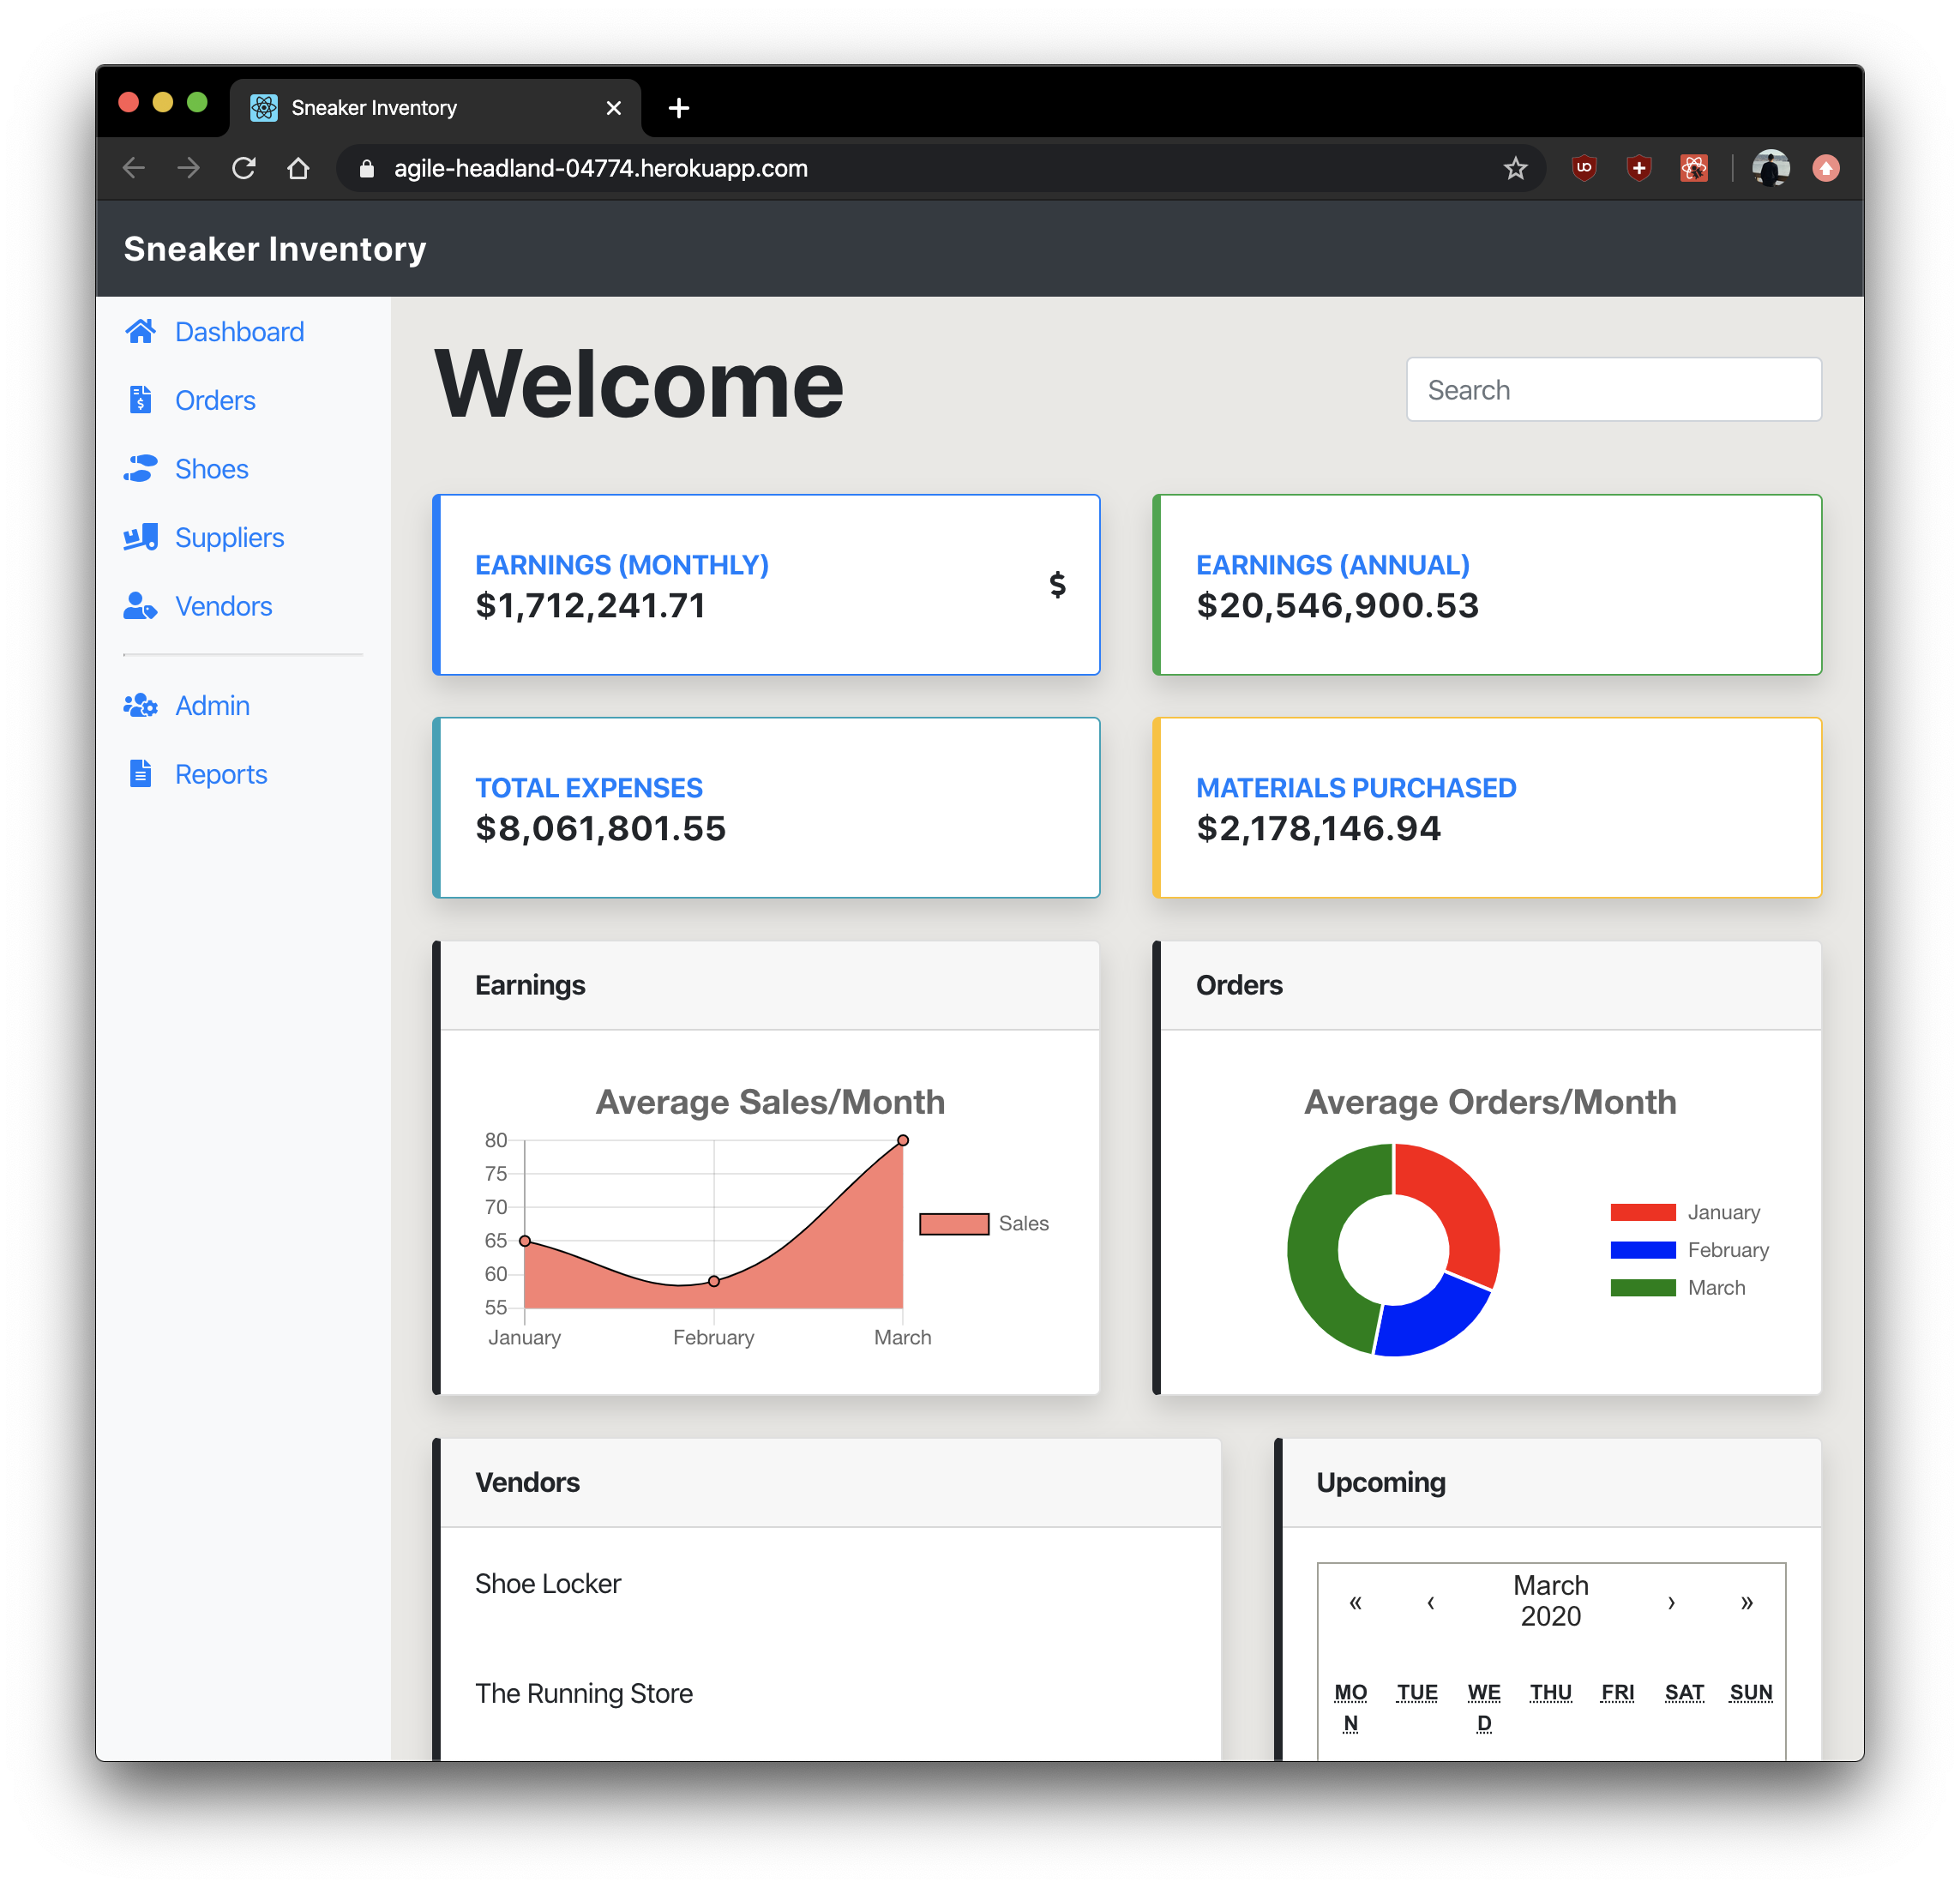 Sneaker Inventory
agile-headland-04774.herokuapp.com
Sneaker Inventory
Dashboard
Orders
Shoes
Suppliers
Vendors
Admin
Reports
Welcome
Search
EARNINGS (MONTHLY)
$1,712,241.71
$
EARNINGS (ANNUAL)
$20,546,900.53
TOTAL EXPENSES
$8,061,801.55
MATERIALS PURCHASED
$2,178,146.94
Earnings
Average Sales/Month
80
75
70
65
60
55
January February March
Sales
Orders
Average Orders/Month
January
February
March
Vendors
Shoe Locker
The Running Store
Upcoming
« ‹ March 2020 › »
MON TUE WED THU FRI SAT SUN